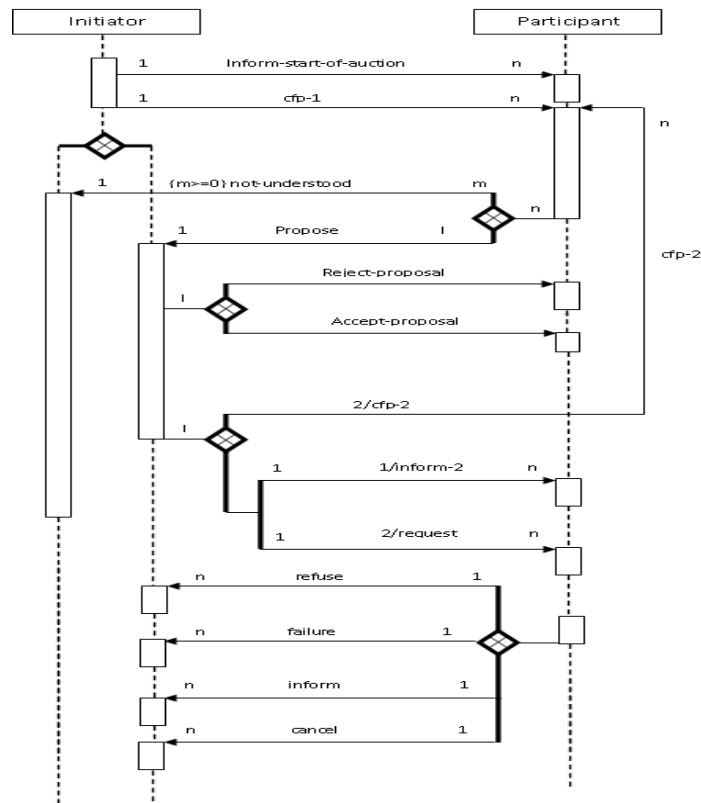 Initiator Participant
1 Inform-start-of-auction n
1 cfp-1 n
n
1 {m>=0} not-understood m
n
1 Propose l
cfp-2
Reject-proposal
l
Accept-proposal
2/cfp-2
l
1 1/inform-2 n
1 2/request n
n refuse 1
n failure 1
n inform 1
n cancel 1